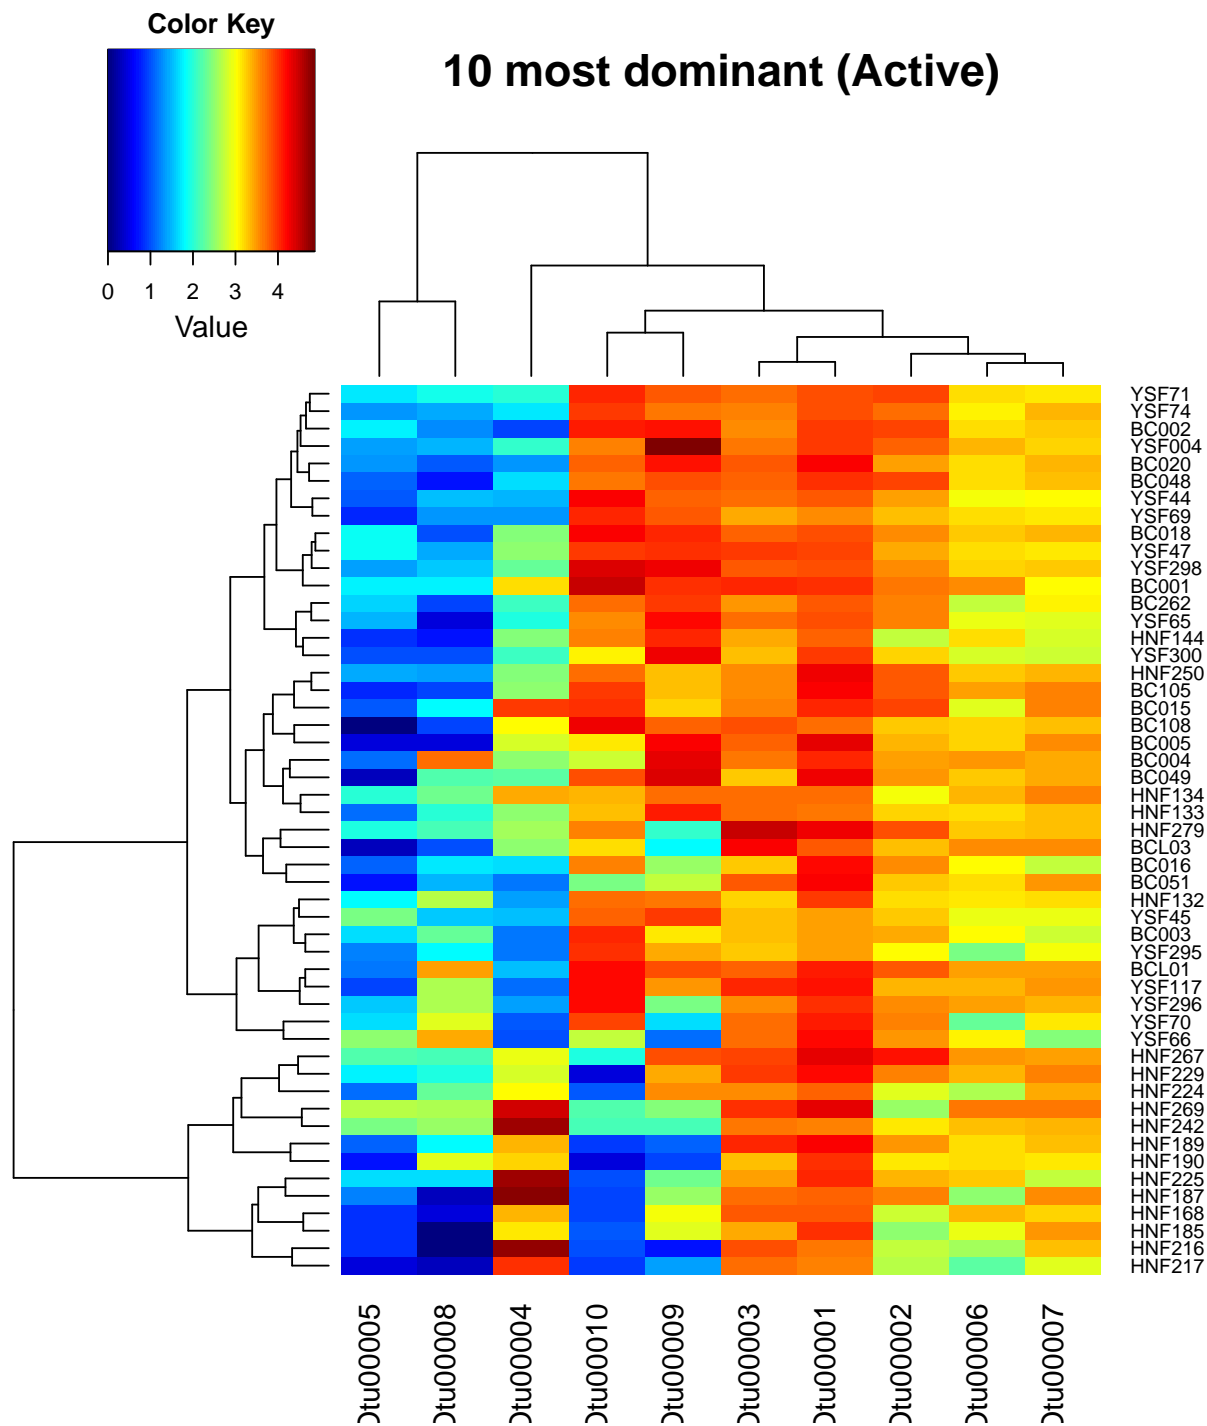 Color Key
10 most dominant (Active)
0 1 2 3 4
Value
YSF71
YSF74
BC002
YSF004
BC020
BC048
YSF44
YSF69
BC018
YSF47
YSF298
BC001
BC262
YSF65
HNF144
YSF300
HNF250
BC105
BC015
BC108
BC005
BC004
BC049
HNF134
HNF133
HNF279
BCL03
BC016
BC051
HNF132
YSF45
BC003
YSF295
BCL01
YSF117
YSF296
YSF70
YSF66
HNF267
HNF229
HNF224
HNF269
HNF242
HNF189
HNF190
HNF225
HNF187
HNF168
HNF185
HNF216
HNF217
Otu00005
Otu00008
Otu00004
Otu00010
Otu00009
Otu00003
Otu00001
Otu00002
Otu00006
Otu00007